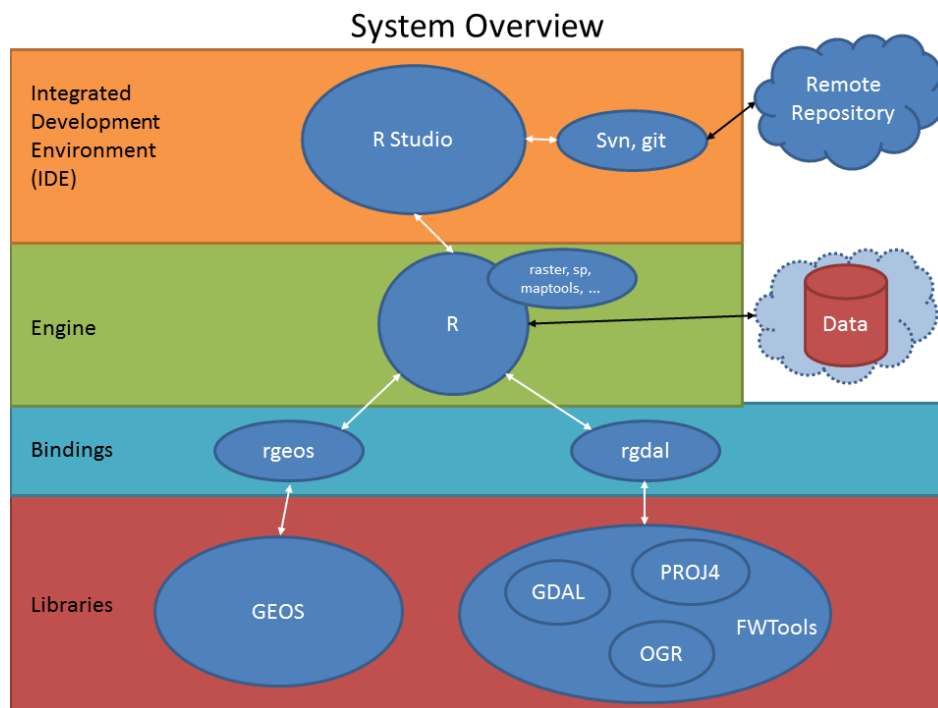 System Overview
Integrated
Development
Environment
(IDE)
R Studio
Svn, git
Remote
Repository
Engine
raster, sp,
maptools, ...
R
Data
Bindings
rgeos
rgdal
Libraries
GEOS
GDAL
PROJ4
FWTools
OGR